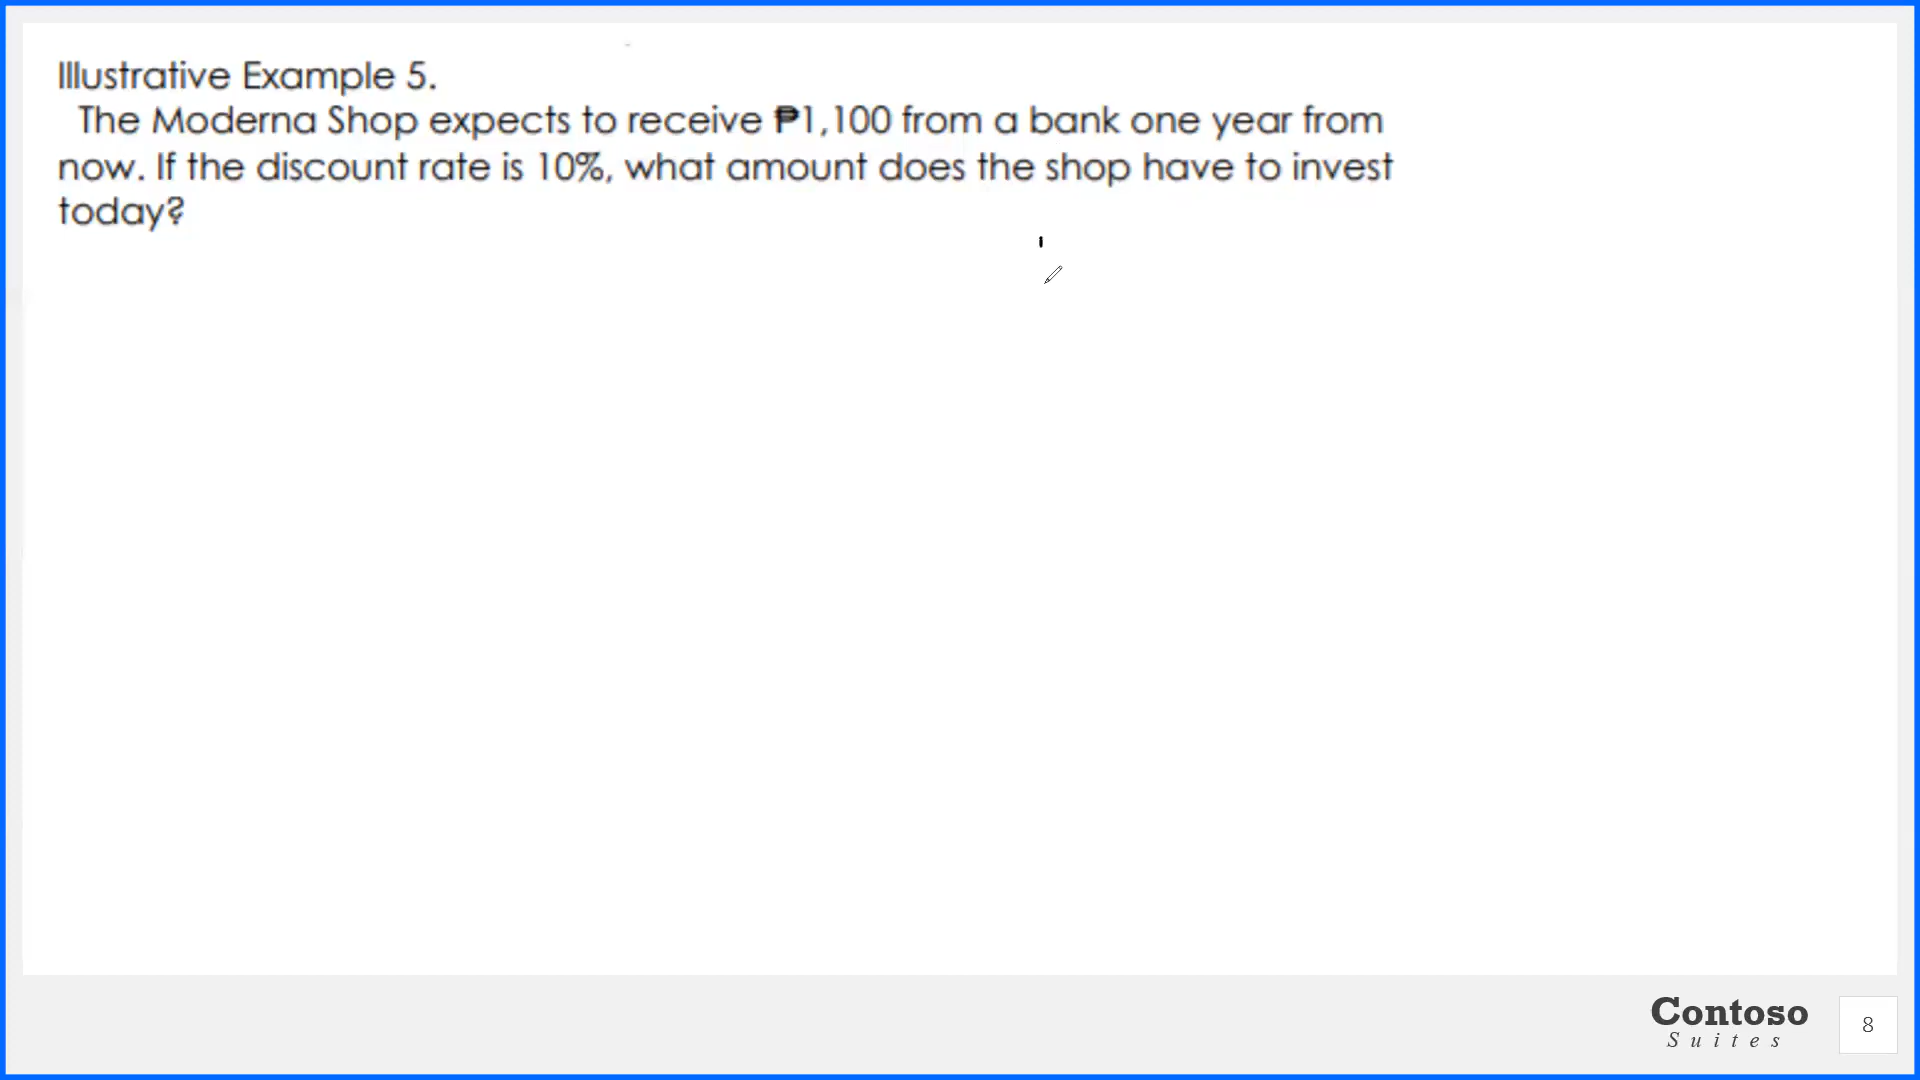 Illustrative Example 5.
The Moderna Shop expects to receive ₱1,100 from a bank one year from
now. If the discount rate is 10%, what amount does the shop have to invest
today?
Contoso
Suites
8